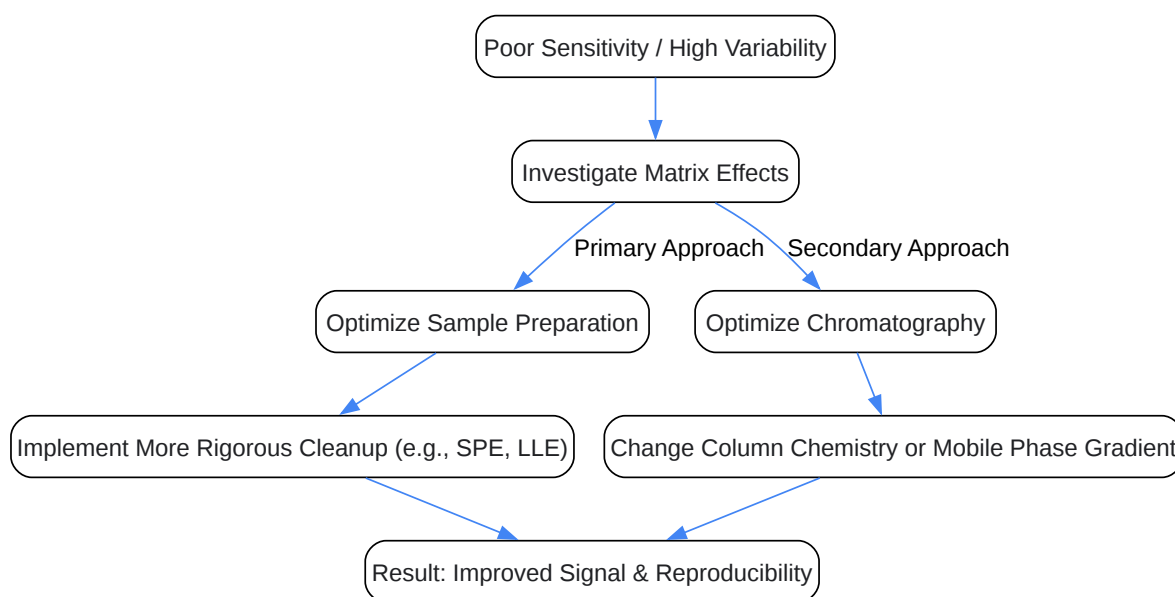 Poor Sensitivity / High Variability
Investigate Matrix Effects
Primary Approach
Secondary Approach
Optimize Sample Preparation
Optimize Chromatography
Implement More Rigorous Cleanup (e.g., SPE, LLE)
Change Column Chemistry or Mobile Phase Gradient
Result: Improved Signal & Reproducibility